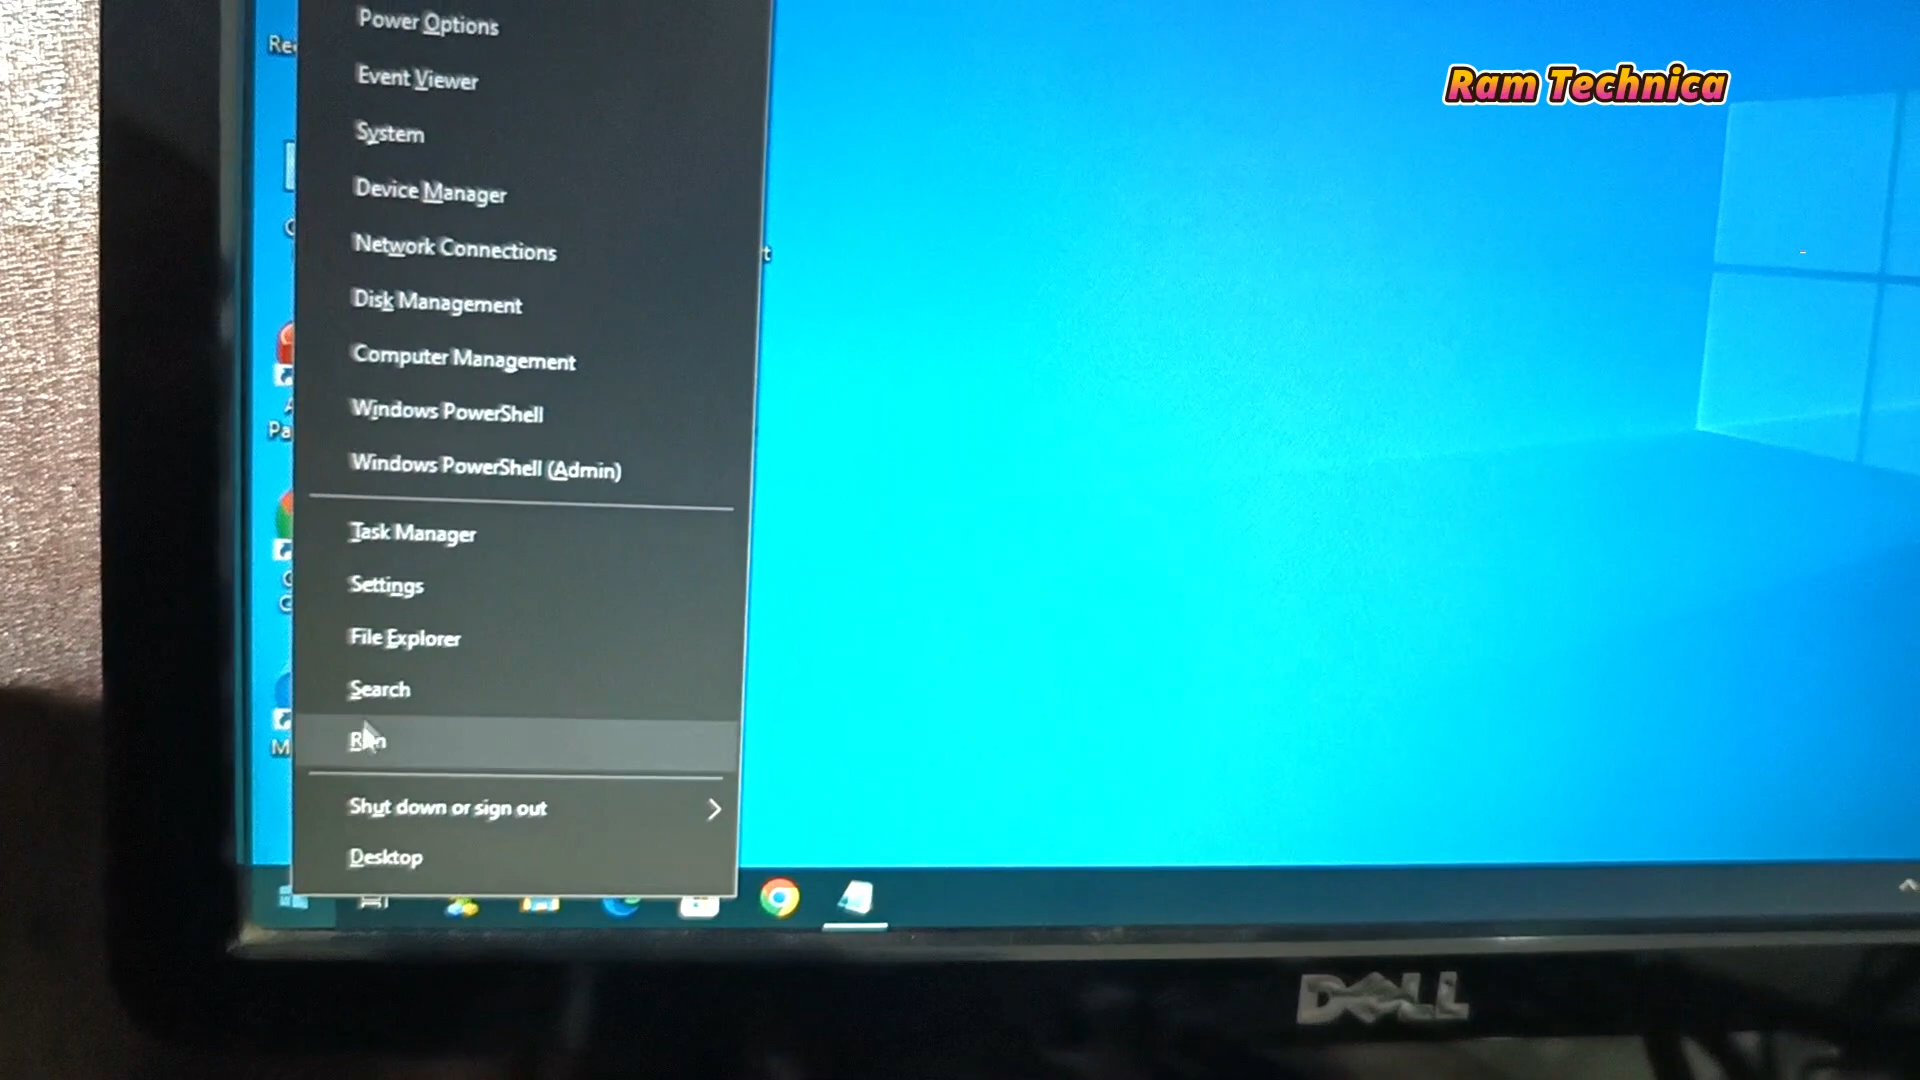 Power Options
Ram Technica
Event Viewer
System
Device Manager
Network Connections
Disk Management
Computer Management
Windows PowerShell
Windows PowerShell (Admin)
Task Manager
Settings
File Explorer
Search
Run
Shut down or sign out
Desktop
DELL